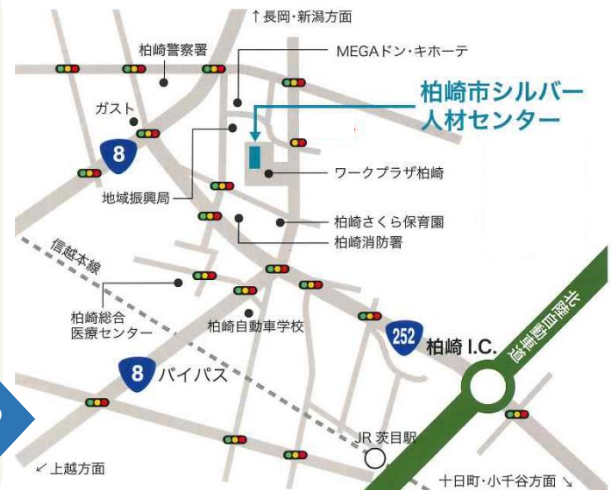 ↑長岡・新潟方面
柏崎警察署
MEGAドン・キホーテ
柏崎市シルバー
人材センター
ガスト
8
ワークプラザ柏崎
地域振興局
柏崎さくら保育園
柏崎消防署
信越本線
柏崎総合
医療センター
柏崎自動車学校
252
柏崎 I.C.
北陸自動車道
8
バイパス
JR 茨目駅
↙上越方面
十日町・小千谷方面 ↘